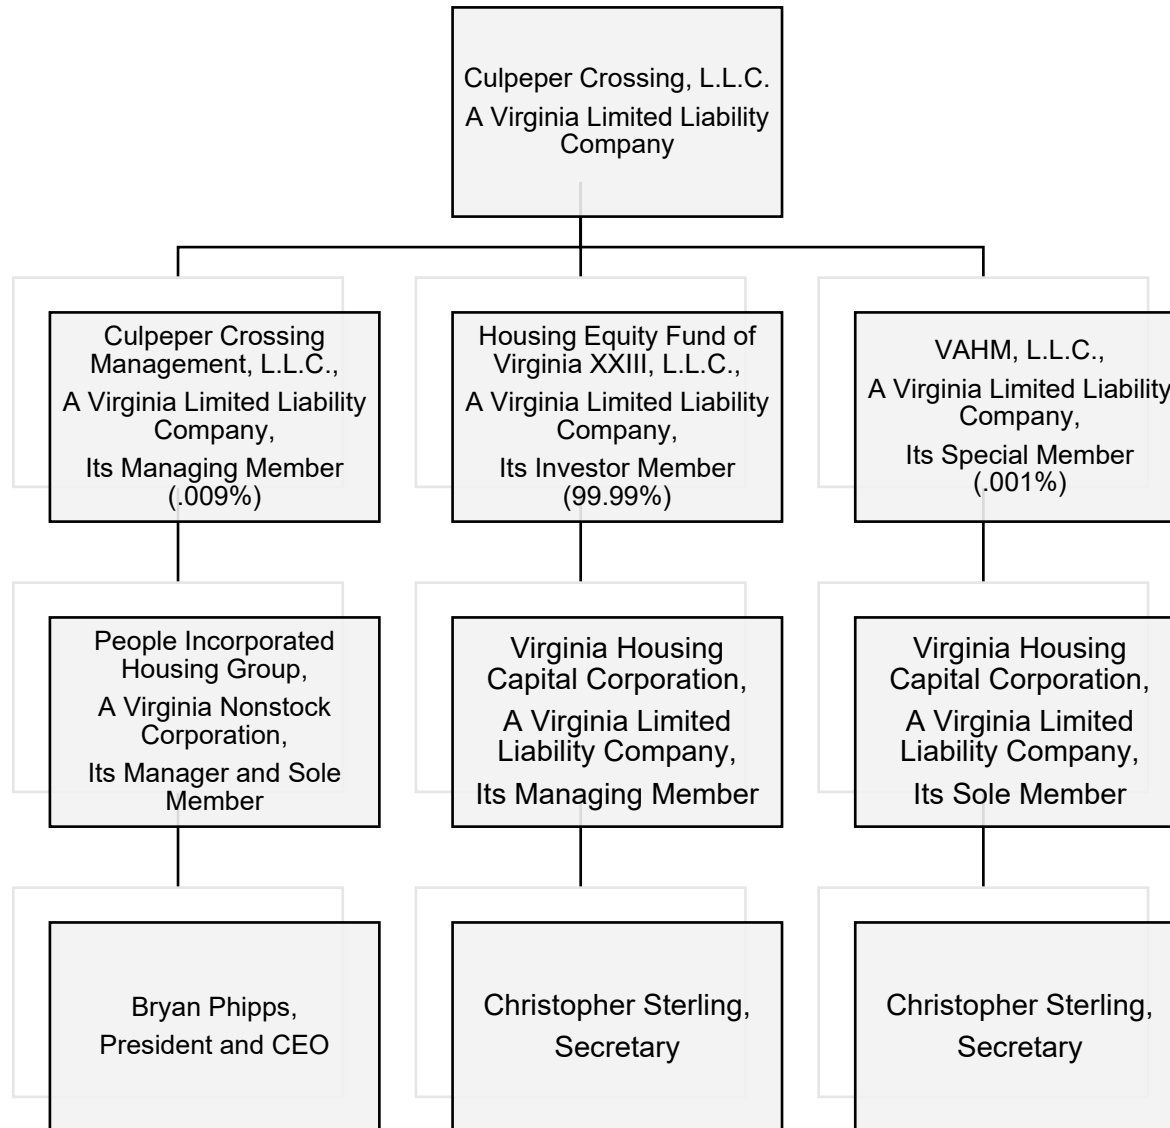 Culpeper Crossing, L.L.C.
A Virginia Limited Liability
Company
Culpeper Crossing
Management, L.L.C.,
A Virginia Limited Liability
Company,
Its Managing Member
(.009%)
Housing Equity Fund of
Virginia XXIII, L.L.C.,
A Virginia Limited Liability
Company,
Its Investor Member
(99.99%)
VAHM, L.L.C.,
A Virginia Limited Liability
Company,
Its Special Member
(.001%)
People Incorporated
Housing Group,
A Virginia Nonstock
Corporation,
Its Manager and Sole
Member
Virginia Housing
Capital Corporation,
A Virginia Limited
Liability Company,
Its Managing Member
Virginia Housing
Capital Corporation,
A Virginia Limited
Liability Company,
Its Sole Member
Bryan Phipps,
President and CEO
Christopher Sterling,
Secretary
Christopher Sterling,
Secretary